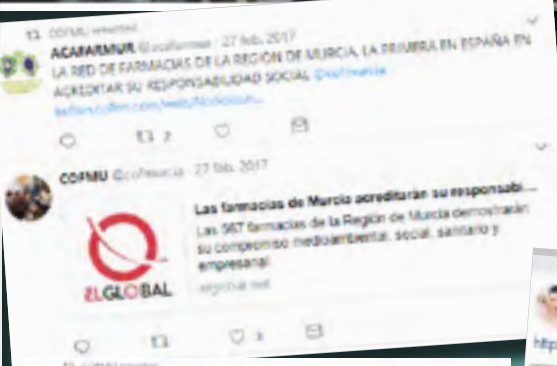 COFMU retweeted
ACAFARMUR @acafarmur · 27 feb. 2017
LA RED DE FARMACIAS DE LA REGIÓN DE MURCIA, LA PRIMERA EN ESPAÑA EN
ACREDITAR SU RESPONSABILIDAD SOCIAL @cofmurcia
2
COFMU @cofmurcia · 27 feb. 2017
Las farmacias de Murcia acreditarán su responsabi...
Las 567 farmacias de la Región de Murcia demostrarán
su compromiso medioambiental, social, sanitario y
empresarial
ELGLOBAL
elglobal.net
http